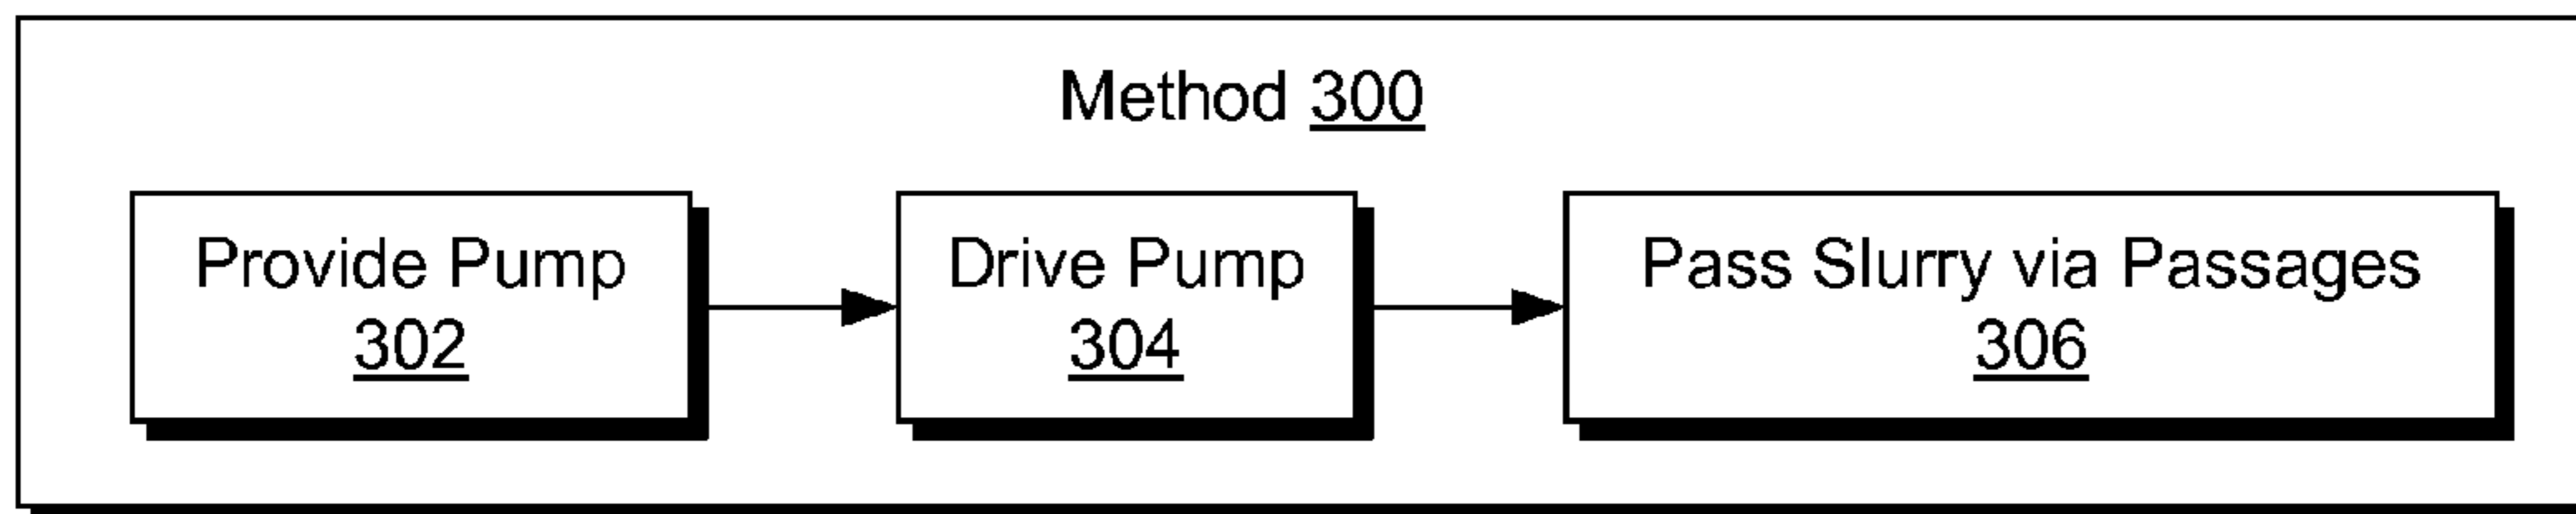 Method 300
Provide Pump
302
Drive Pump
304
Pass Slurry via Passages
306